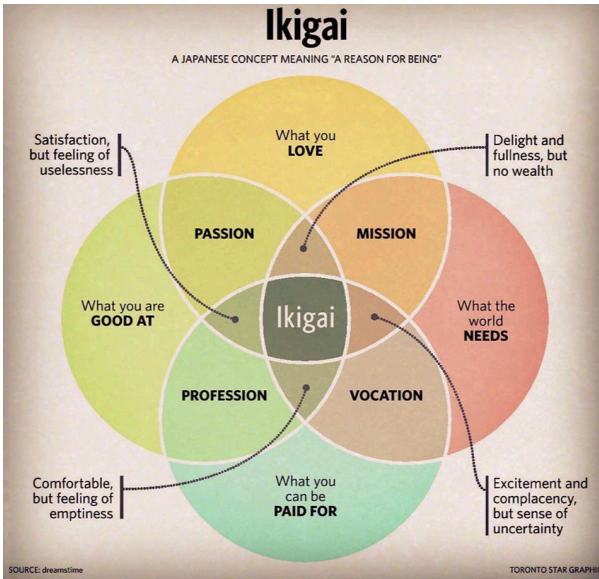 Ikigai
A JAPANESE CONCEPT MEANING "A REASON FOR BEING"
Satisfaction,
but feeling of
uselessness
What you
LOVE
Delight and
fullness, but
no wealth
PASSION
MISSION
What you are
GOOD AT
Ikigai
What the
world
NEEDS
PROFESSION
VOCATION
Comfortable,
but feeling of
emptiness
What you
can be
PAID FOR
Excitement and
complacency,
but sense of
uncertainty
SOURCE: dreamstime
TORONTO STAR GRAPHI